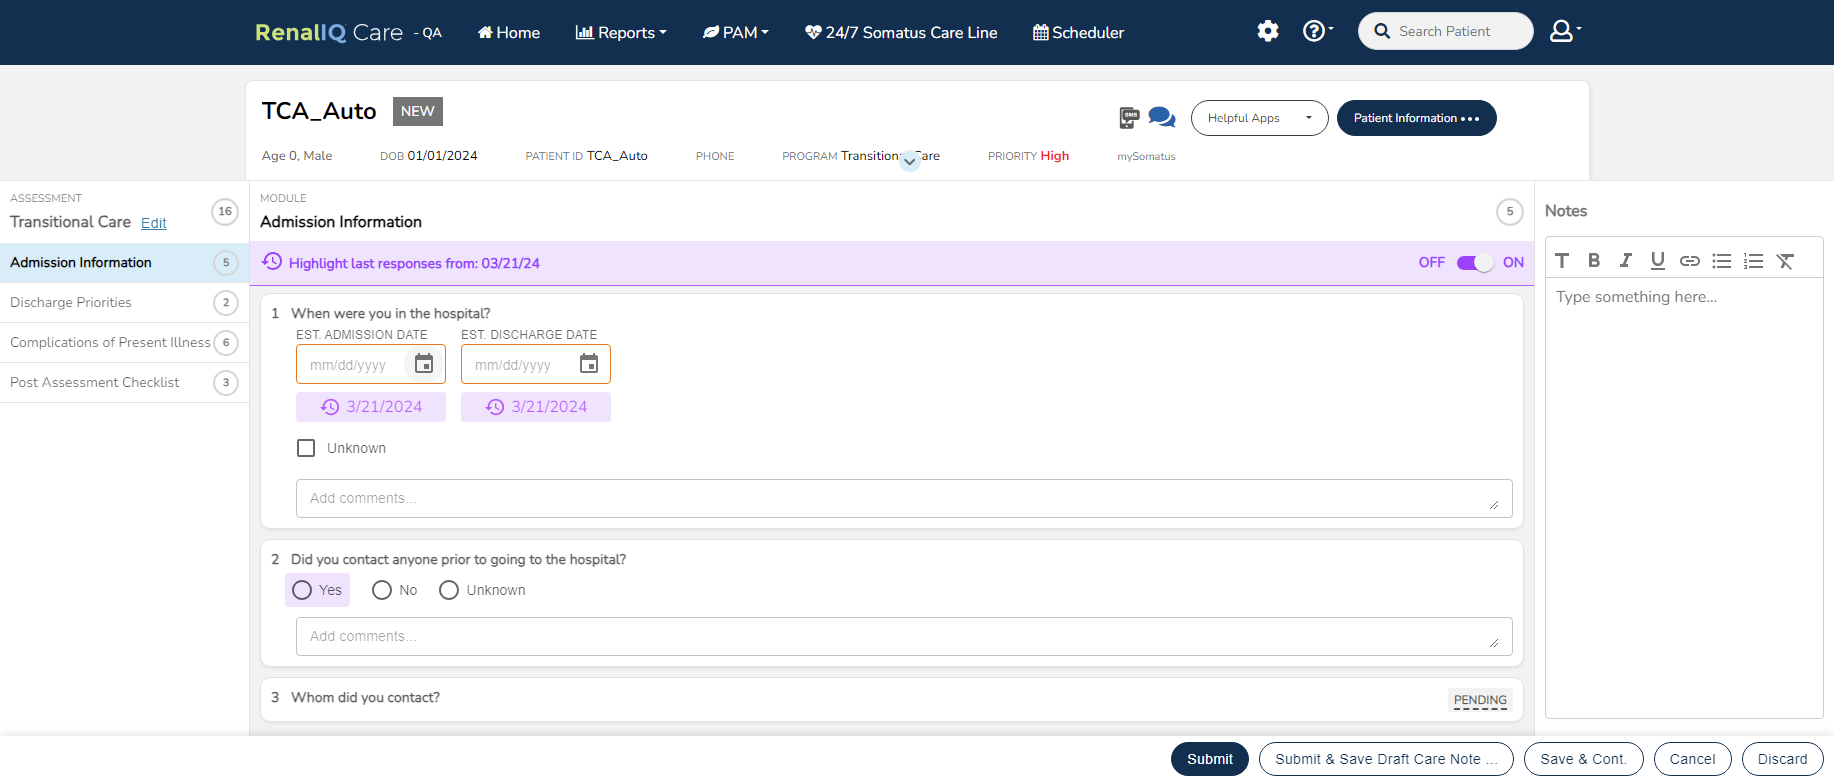 RenalIQ Care - QA Home Reports PAM 24/7 Somatus Care Line Scheduler Search Patient
TCA_Auto NEW
SMS Helpful Apps Patient Information
Age 0, Male DOB 01/01/2024 PATIENT ID TCA_Auto PHONE PROGRAM Transitional Care PRIORITY High mySomatus
ASSESSMENT
Transitional Care Edit 16
Admission Information 5
Discharge Priorities 2
Complications of Present Illness 6
Post Assessment Checklist 3
MODULE
Admission Information 5
Highlight last responses from: 03/21/24 OFF ON
1 When were you in the hospital?
EST. ADMISSION DATE EST. DISCHARGE DATE
mm/dd/yyyy mm/dd/yyyy
3/21/2024 3/21/2024
Unknown
Add comments...
2 Did you contact anyone prior to going to the hospital?
Yes No Unknown
Add comments...
3 Whom did you contact? PENDING
Notes
T B I U
Type something here...
Submit Submit & Save Draft Care Note ... Save & Cont. Cancel Discard